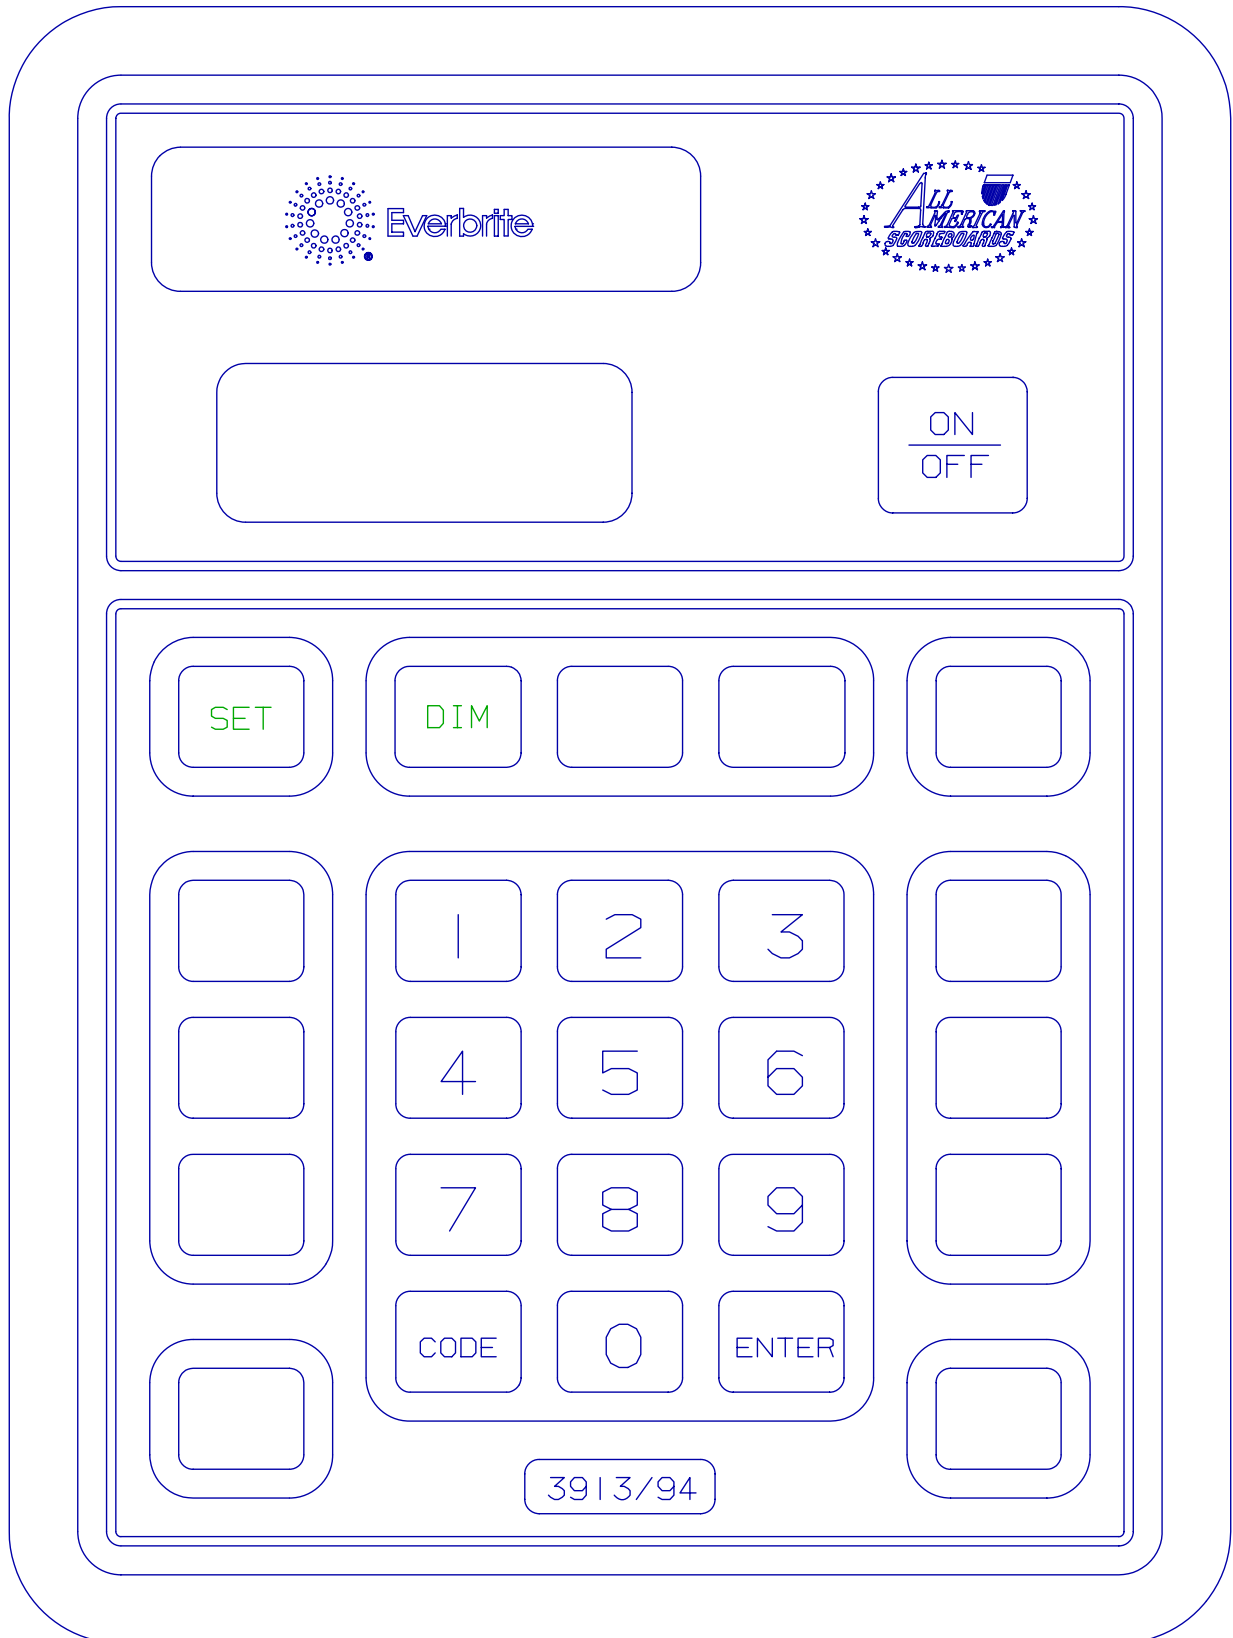 Everbrite
ALL
AMERICAN
SCOREBOARDS
ON
OFF
SET
DIM
1 2 3
4 5 6
7 8 9
CODE 0 ENTER
3913/94